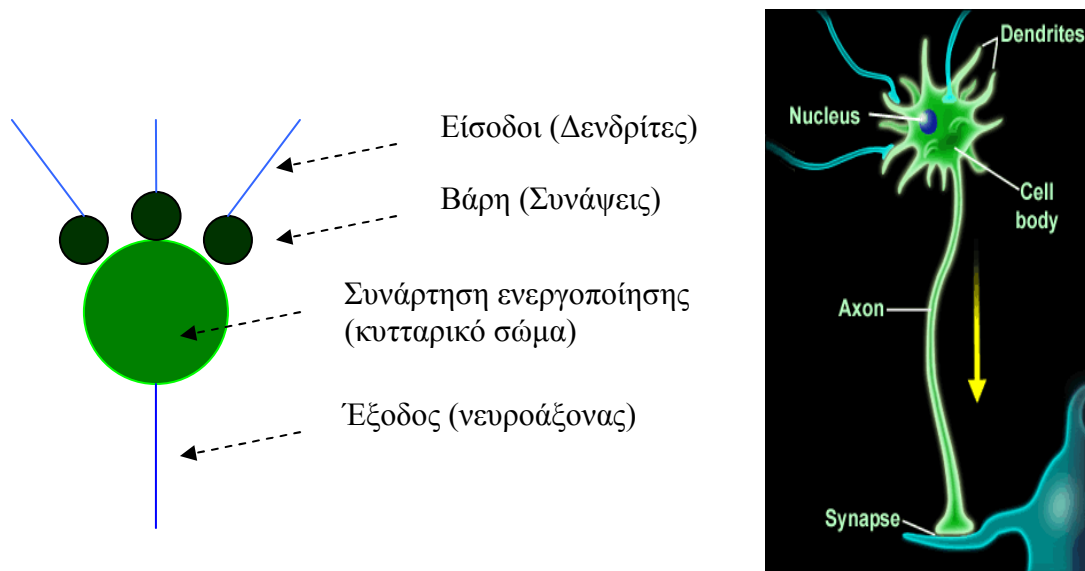 Είσοδοι (Δενδρίτες)
Βάρη (Συνάψεις)
Συνάρτηση ενεργοποίησης
(κυτταρικό σώμα)
Έξοδος (νευροάξονας)
Dendrites
Nucleus
Cell
body
Axon
Synapse